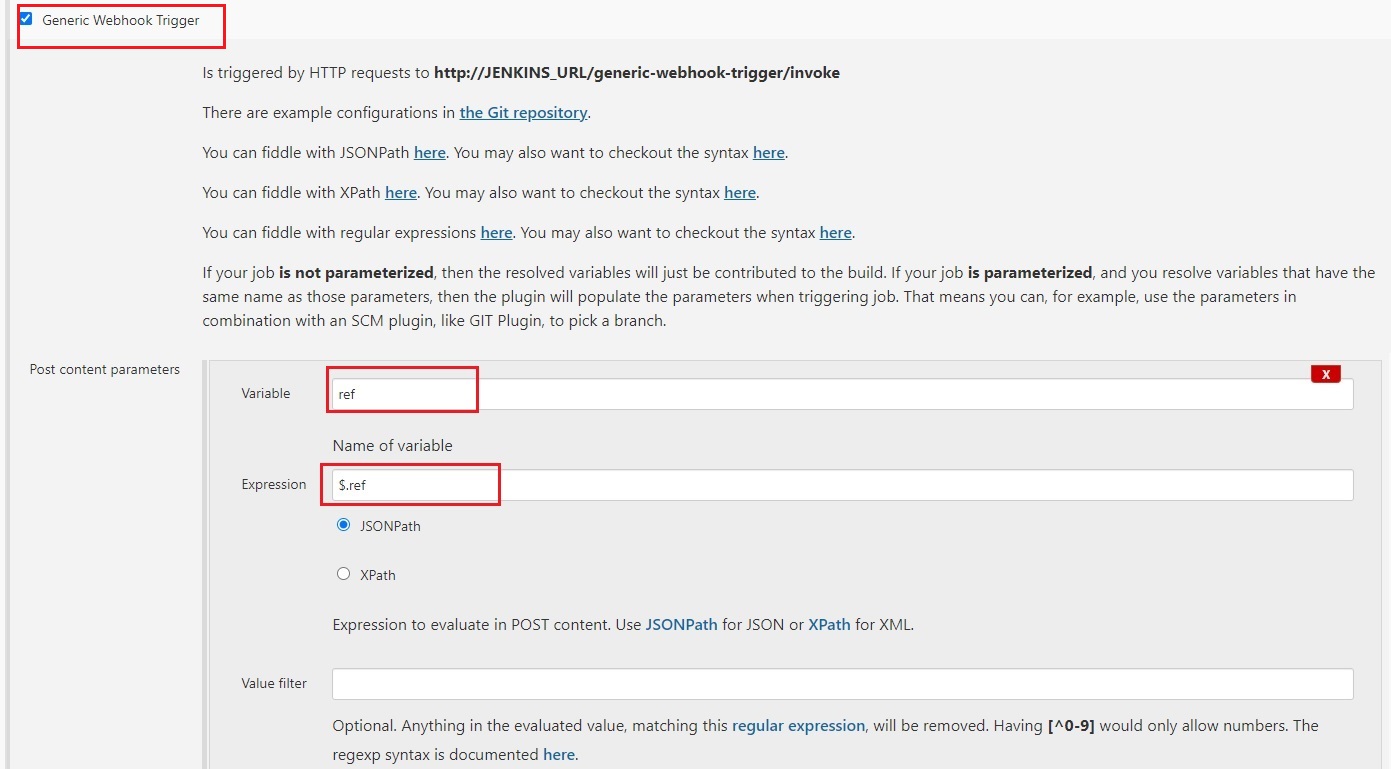 Generic Webhook Trigger
Is triggered by HTTP requests to http://JENKINS_URL/generic-webhook-trigger/invoke
There are example configurations in the Git repository.
You can fiddle with JSONPath here. You may also want to checkout the syntax here.
You can fiddle with XPath here. You may also want to checkout the syntax here.
You can fiddle with regular expressions here. You may also want to checkout the syntax here.
If your job is not parameterized, then the resolved variables will just be contributed to the build. If your job is parameterized, and you resolve variables that have the
same name as those parameters, then the plugin will populate the parameters when triggering job. That means you can, for example, use the parameters in
combination with an SCM plugin, like GIT Plugin, to pick a branch.
Post content parameters
X
Variable
ref
Name of variable
Expression
$.ref
JSONPath
XPath
Expression to evaluate in POST content. Use JSONPath for JSON or XPath for XML.
Value filter
Optional. Anything in the evaluated value, matching this regular expression, will be removed. Having [^0-9] would only allow numbers. The
regexp syntax is documented here.